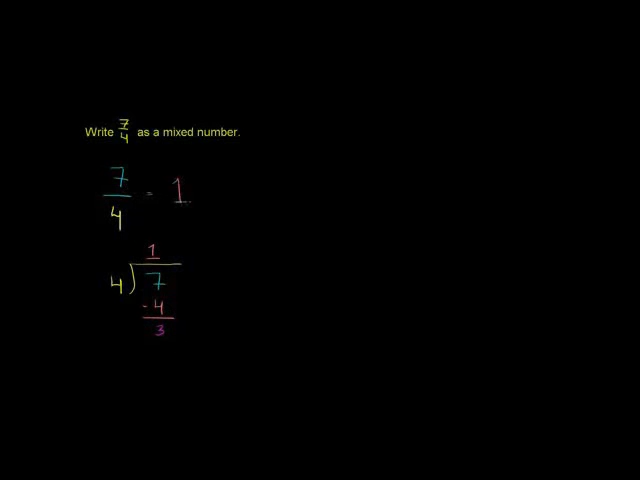 Write 7/4 as a mixed number.
7/4 = 1
1
4)7
-4
3